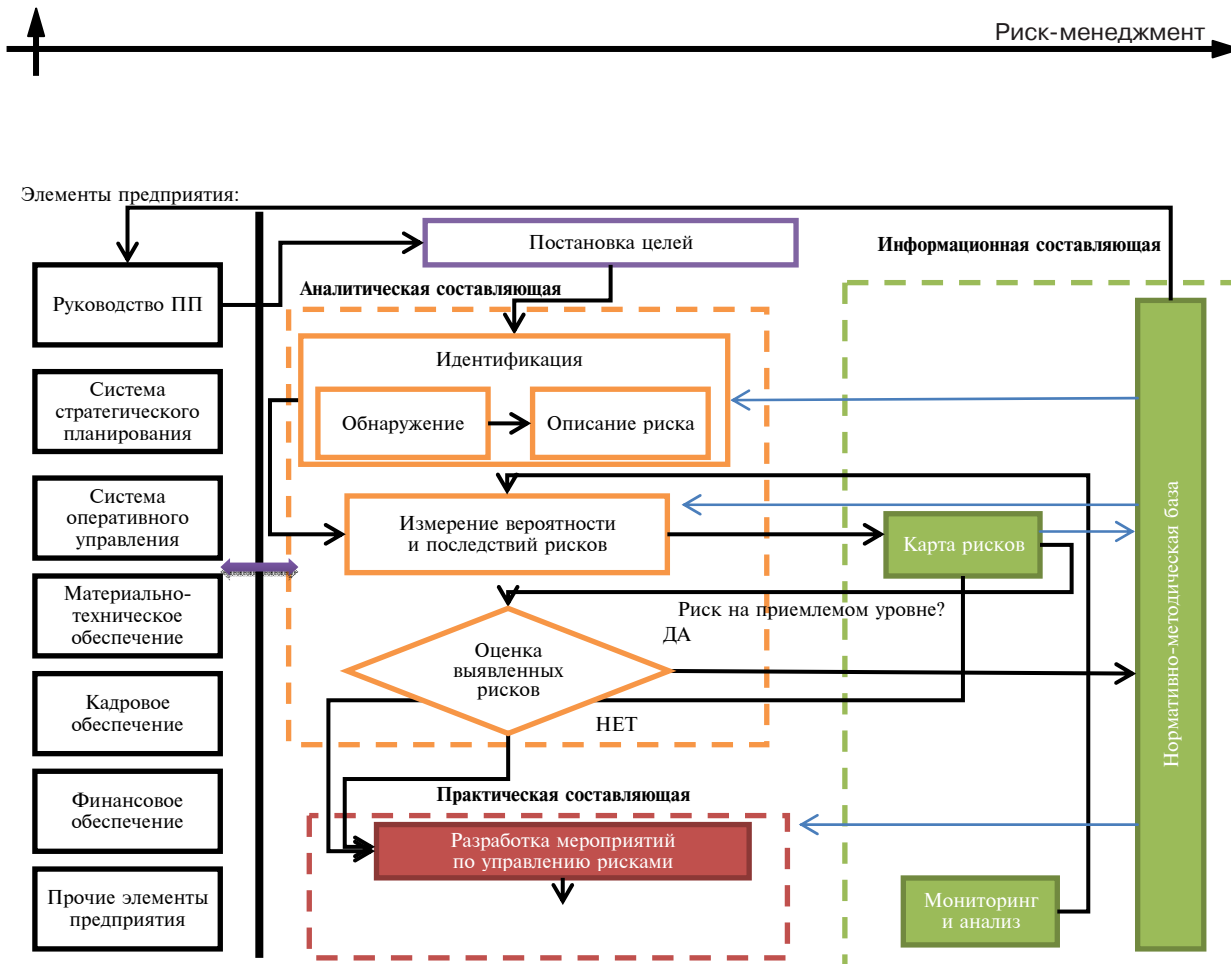 Риск-менеджмент
Элементы предприятия:
Руководство ПП
Система
стратегического
планирования
Система
оперативного
управления
Материально-
техническое
обеспечение
Кадровое
обеспечение
Финансовое
обеспечение
Прочие элементы
предприятия
Постановка целей
Аналитическая составляющая
Идентификация
Обнаружение
Описание риска
Измерение вероятности
и последствий рисков
Риск на приемлемом уровне?
ДА
Оценка
выявленных
рисков
НЕТ
Практическая составляющая
Разработка мероприятий
по управлению рисками
Информационная составляющая
Карта рисков
Мониторинг
и анализ
Нормативно-методическая база